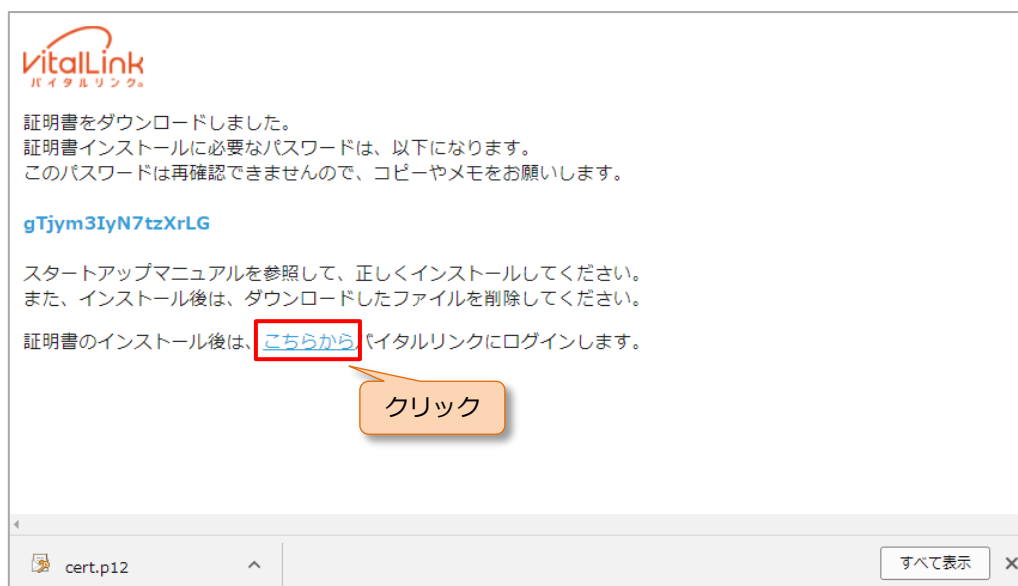 VitalLink
バイタルリンク®
証明書をダウンロードしました。
証明書インストールに必要なパスワードは、以下になります。
このパスワードは再確認できませんので、コピーやメモをお願いします。
gTjym3IyN7tzXrLG
スタートアップマニュアルを参照して、正しくインストールしてください。
また、インストール後は、ダウンロードしたファイルを削除してください。
証明書のインストール後は、こちらからバイタルリンクにログインします。
クリック
cert.p12
すべて表示